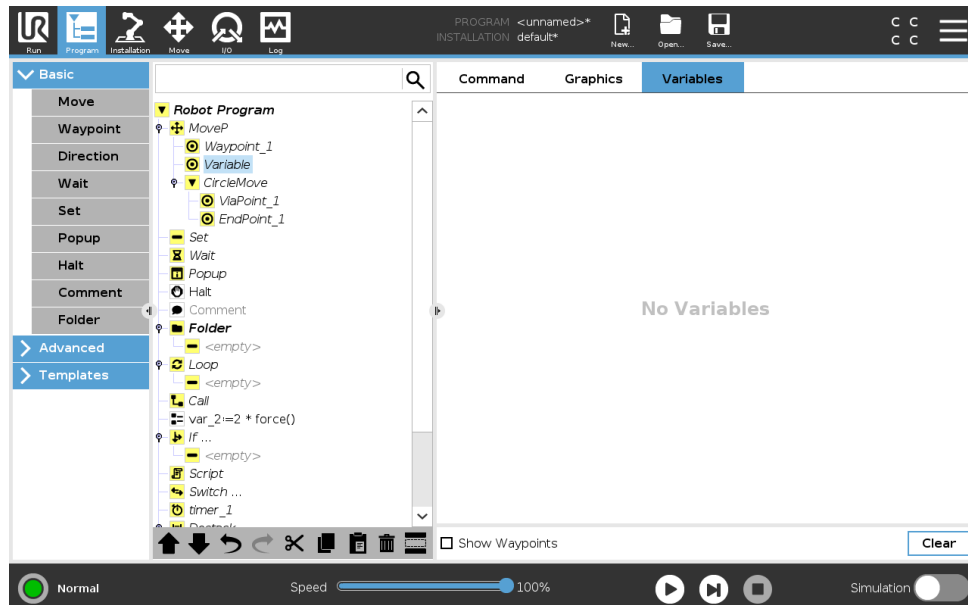 PROGRAM <unnamed>*
INSTALLATION default*
Run
Program
Installation
Move
I/O
Log
New...
Open...
Save...
C C
C C
Basic
Move
Waypoint
Direction
Wait
Set
Popup
Halt
Comment
Folder
Advanced
Templates
Robot Program
MoveP
Waypoint_1
Variable
CircleMove
ViaPoint_1
EndPoint_1
Set
Wait
Popup
Halt
Comment
Folder
<empty>
Loop
<empty>
Call
var_2:=2 * force()
If ...
<empty>
Script
Switch ...
timer_1
Command
Graphics
Variables
No Variables
Show Waypoints
Clear
Normal
Speed
100%
Simulation